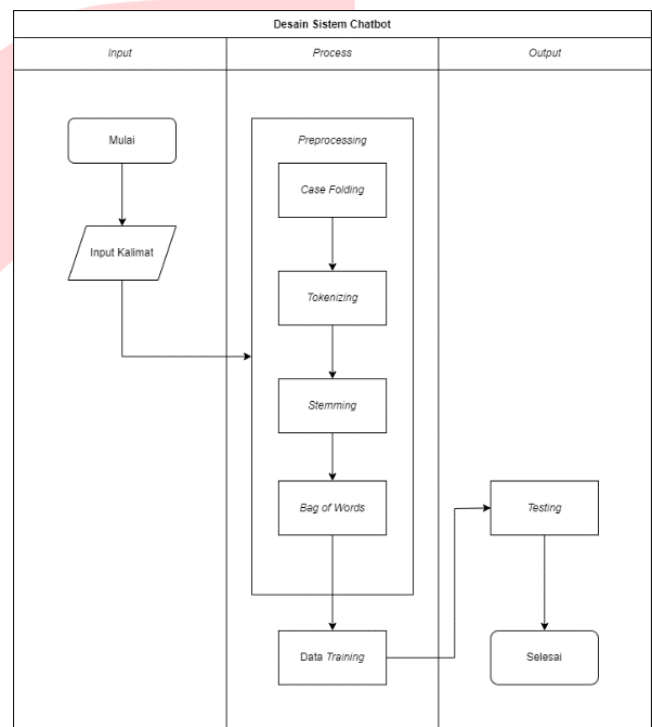 Desain Sistem Chatbot
Input
Process
Output
Mulai
Input Kalimat
Preprocessing
Case Folding
Tokenizing
Stemming
Bag of Words
Data Training
Testing
Selesai